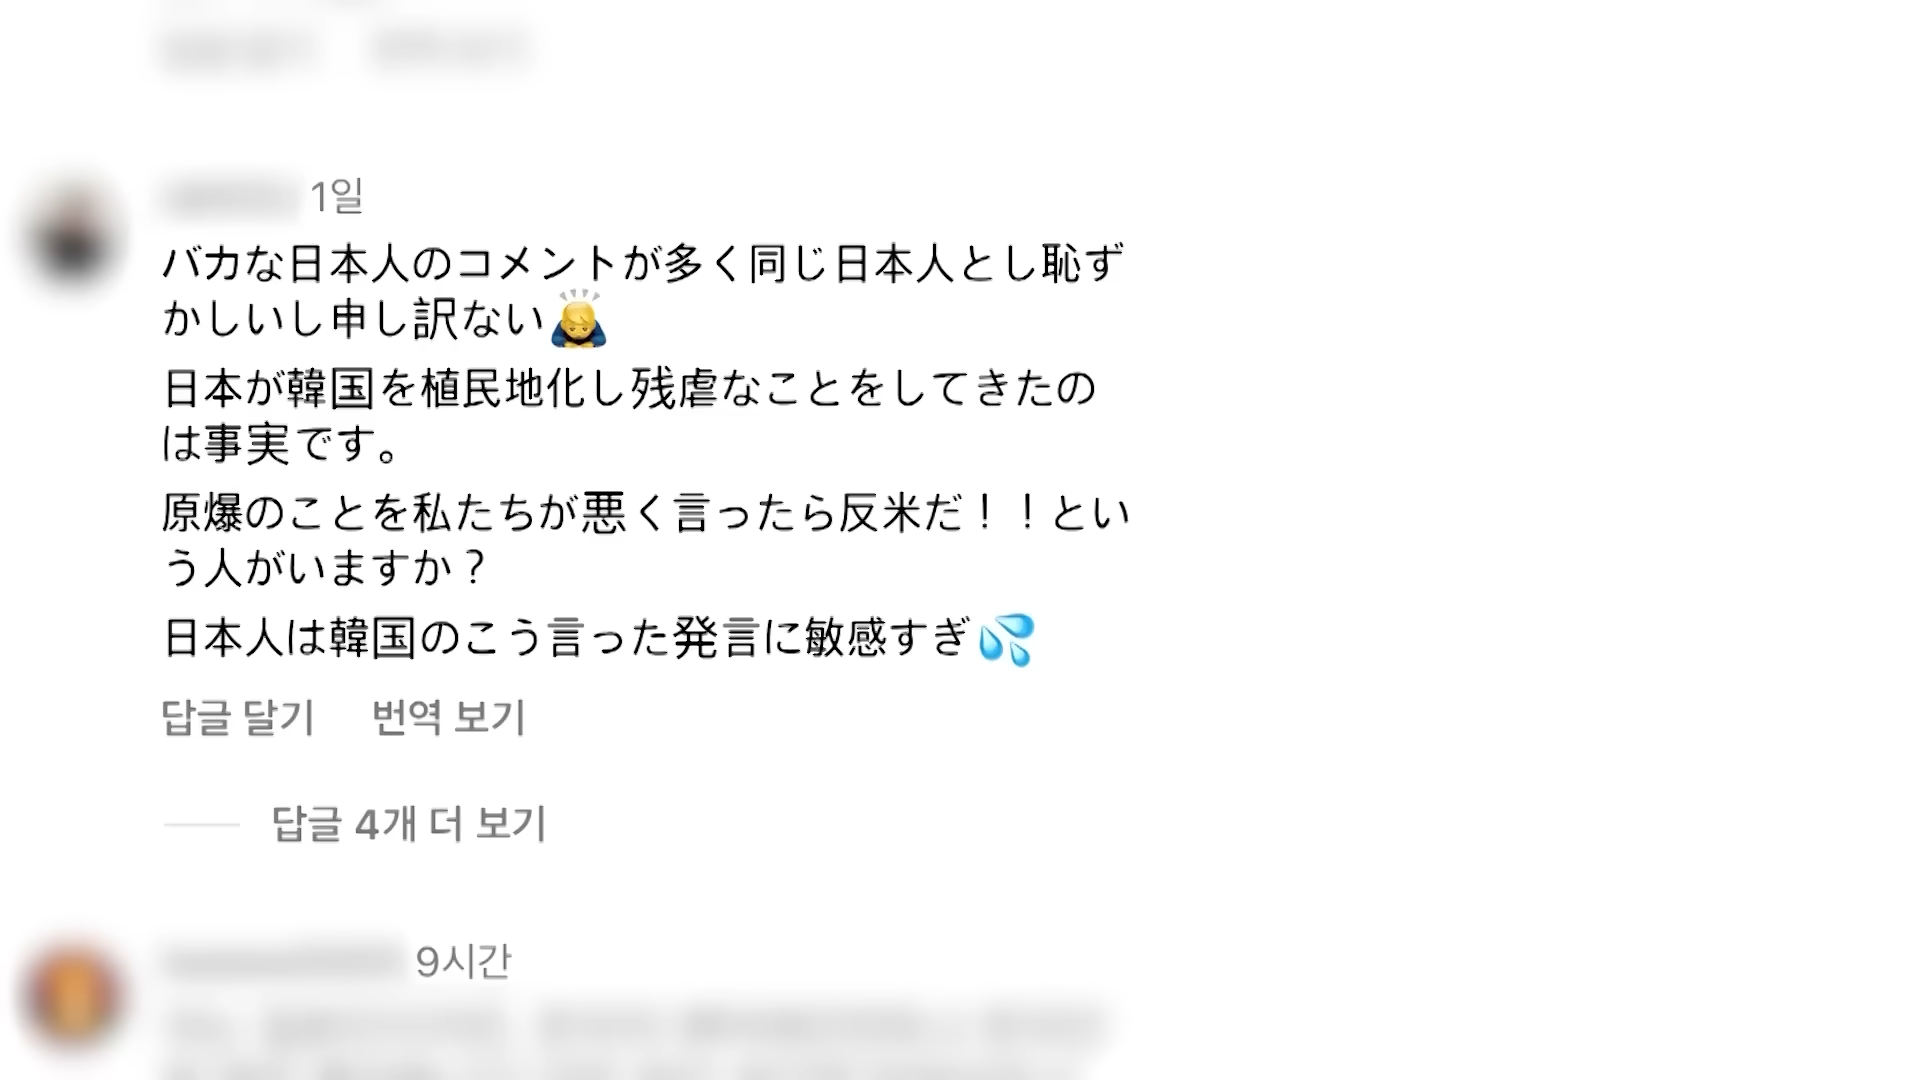 1일
バカな日本人のコメントが多く同じ日本人とし恥ず
かしいし申し訳ない🙇
日本が韓国を植民地化し残虐なことをしてきたの
は事実です。
原爆のことを私たちが悪く言ったら反米だ！！とい
う人がいますか？
日本人は韓国のこう言った発言に敏感すぎ💦
답글 달기 번역 보기
답글 4개 더 보기
9시간